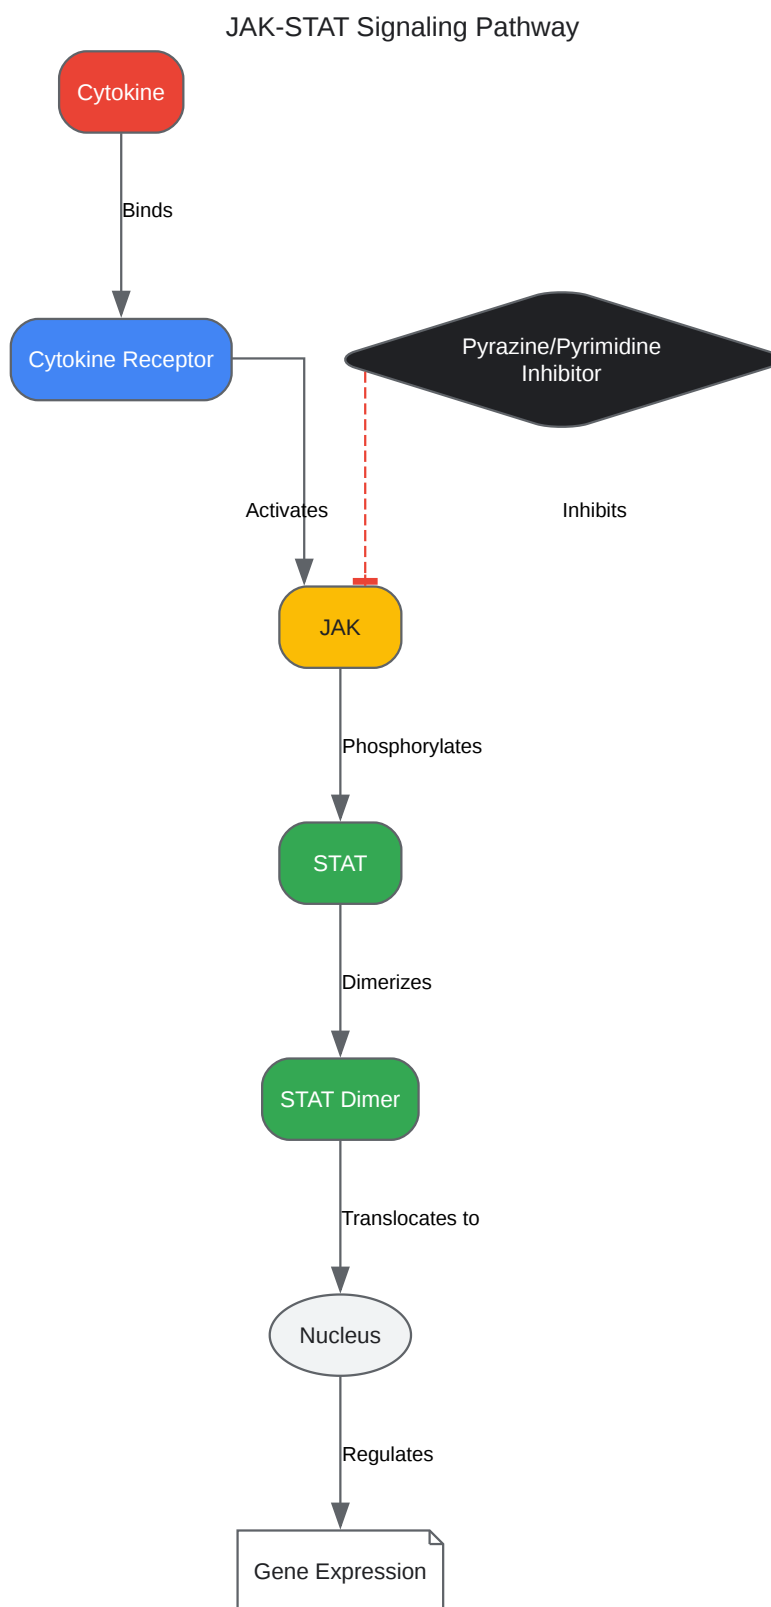 JAK-STAT Signaling Pathway
Cytokine
Binds
Cytokine Receptor
Pyrazine/Pyrimidine
Inhibitor
Activates
Inhibits
JAK
Phosphorylates
STAT
Dimerizes
STAT Dimer
Translocates to
Nucleus
Regulates
Gene Expression